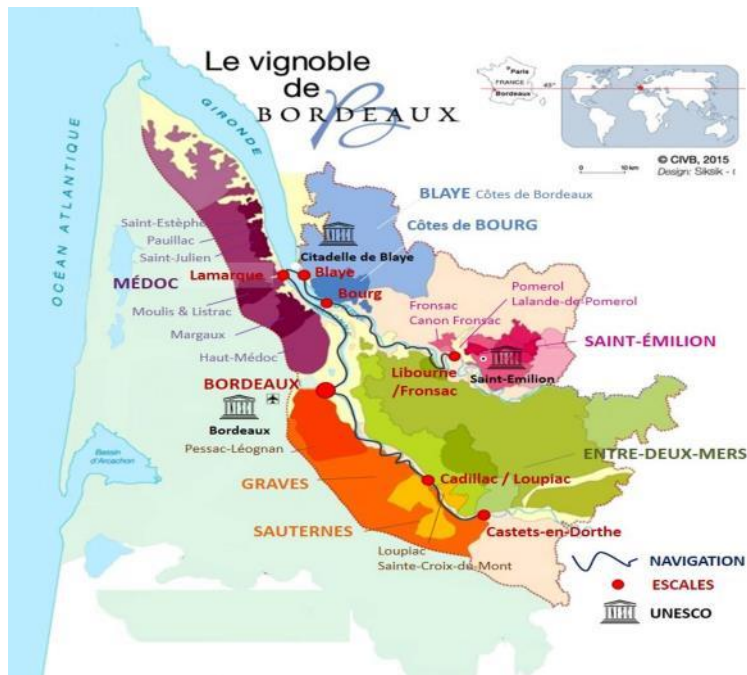 Le vignoble
de
BORDEAUX
Paris
FRANCE
Bordeaux
45°
0
10 km
© CIVB, 2015
Design: Siksik -
OCÉAN ATLANTIQUE
GIRONDE
BLAYE Côtes de Bordeaux
Côtes de BOURG
Citadelle de Blaye
Saint-Estèphe
Pauillac
Saint-Julien
Lamarque
Blaye
MÉDOC
Bourg
Moulis & Listrac
Margaux
Haut-Médoc
Pomerol
Lalande-de-Pomerol
Fronsac
Canon Fronsac
SAINT-ÉMILION
Saint-Emilion
Libourne
/Fronsac
BORDEAUX
Bordeaux
Pessac-Léognan
Bassin
d'Arcachon
ENTRE-DEUX-MERS
GRAVES
Cadillac / Loupiac
SAUTERNES
Castets-en-Dorthe
Loupiac
Sainte-Croix-du-Mont
NAVIGATION
ESCALES
UNESCO